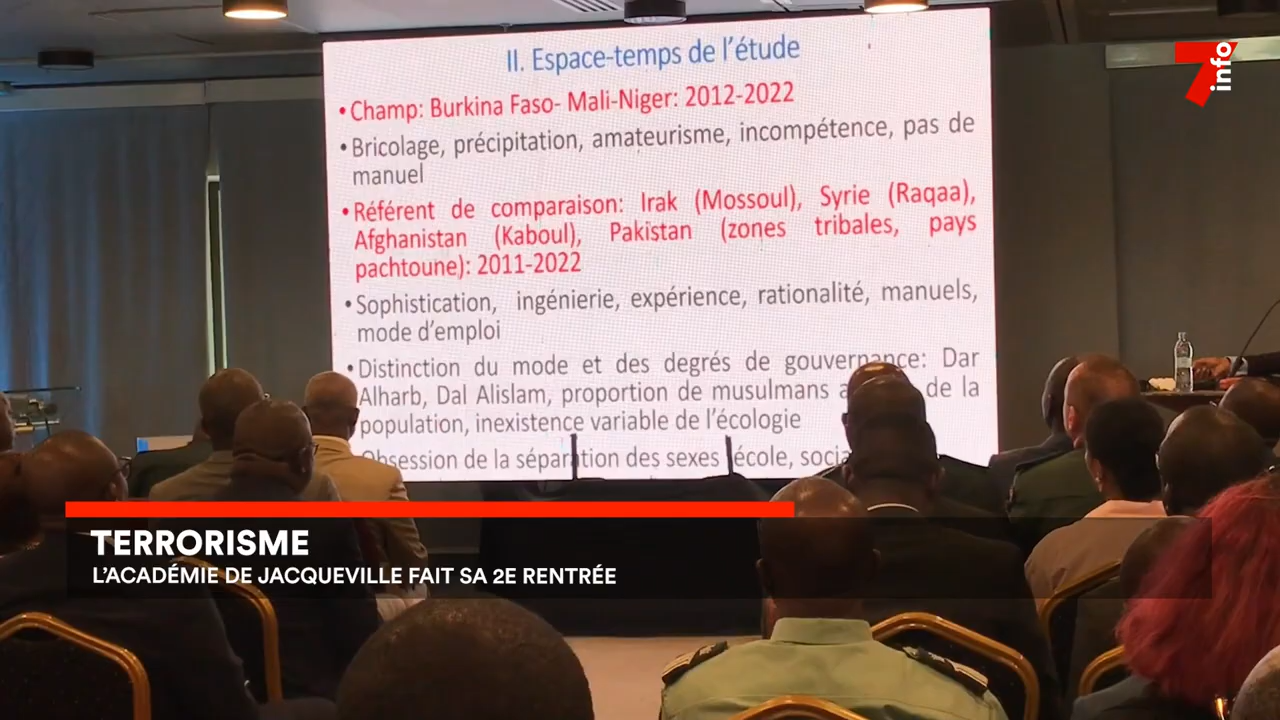 II. Espace-temps de l'étude
• Champ: Burkina Faso- Mali-Niger: 2012-2022
• Bricolage, précipitation, amateurisme, incompétence, pas de
manuel
• Référent de comparaison: Irak (Mossoul), Syrie (Raqaa),
Afghanistan (Kaboul), Pakistan (zones tribales, pays
pachtoune): 2011-2022
• Sophistication, ingénierie, expérience, rationalité, manuels,
mode d'emploi
• Distinction du mode et des degrés de gouvernance: Dar
Alharb, Dal Alislam, proportion de musulmans de la
population, inexistence variable de l'écologie
Obsession de la séparation des sexes école,
7info
TERRORISME
L'ACADÉMIE DE JACQUEVILLE FAIT SA 2E RENTRÉE